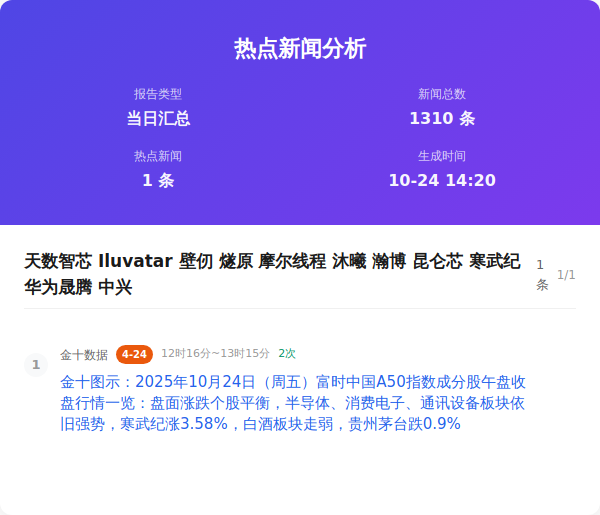 热点新闻分析
报告类型
新闻总数
当日汇总
1310 条
热点新闻
生成时间
1 条
10-24 14:20
天数智芯 Iluvatar 壁仞 燧原 摩尔线程 沐曦 瀚博 昆仑芯 寒武纪
华为晟腾 中兴
1
条
1/1
1
金十数据 4-24 12时16分~13时15分 2次
金十图示：2025年10月24日（周五）富时中国A50指数成分股午盘收
盘行情一览：盘面涨跌个股平衡，半导体、消费电子、通讯设备板块依
旧强势，寒武纪涨3.58%，白酒板块走弱，贵州茅台跌0.9%